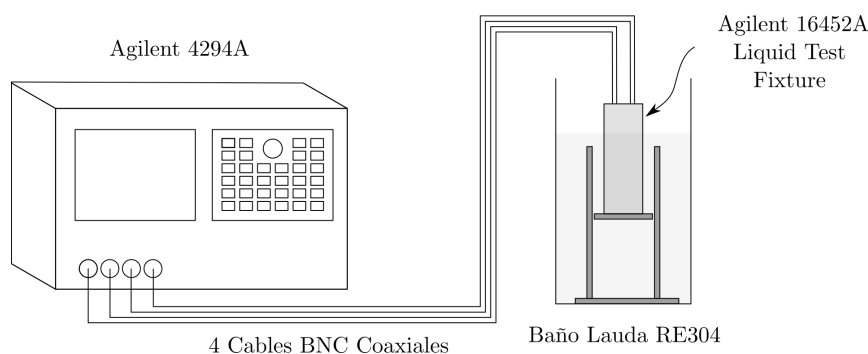 Agilent 4294A
Agilent 16452A
Liquid Test
Fixture
4 Cables BNC Coaxiales
Baño Lauda RE304